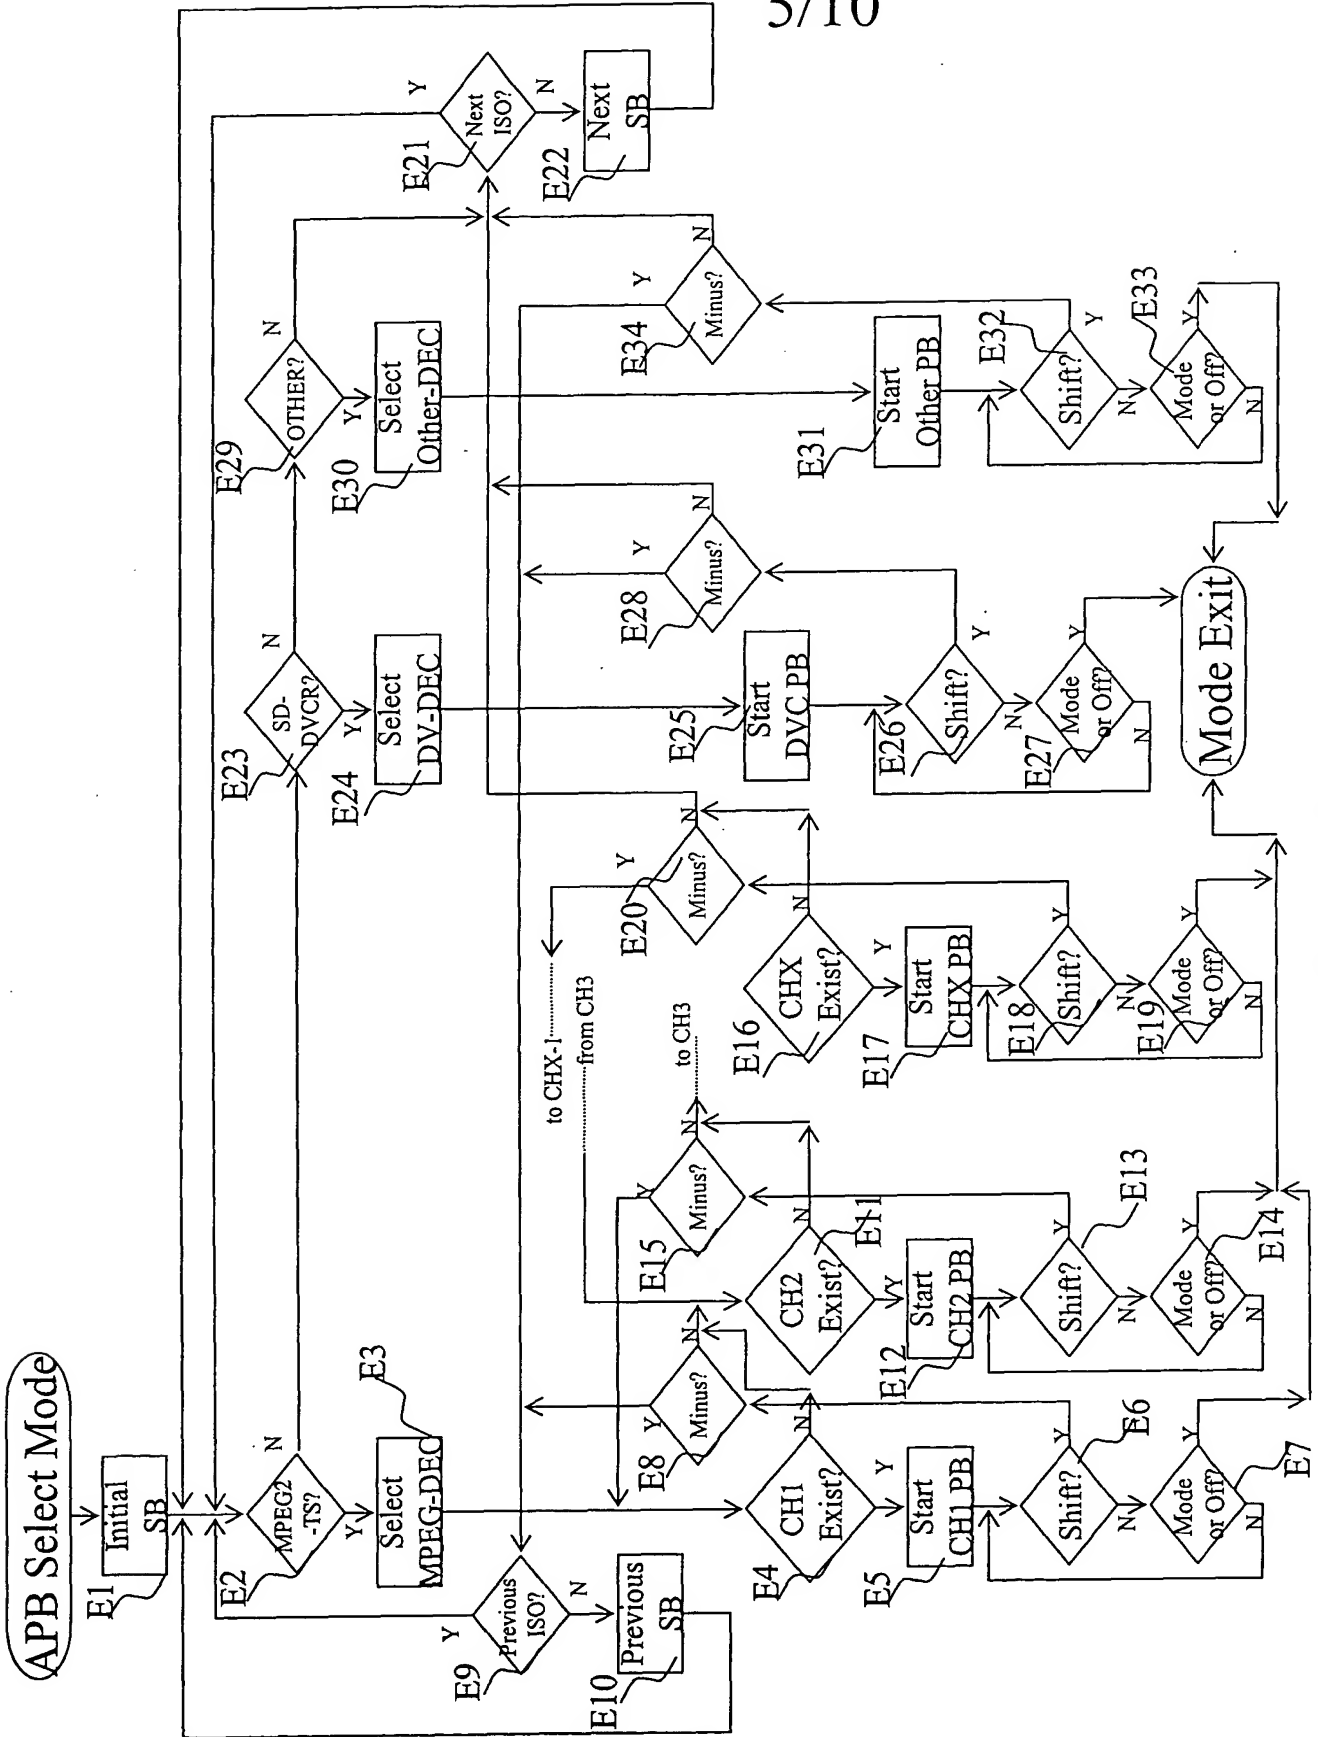 5/10
APB Select Mode
Initial
SB
E1
MPEG2
-TS?
E2
N
Y
Select
MPEG-DEC
E3
SD-
DVCR?
E23
N
Y
Select
DV-DEC
E24
OTHER?
E29
N
Y
Select
Other-DEC
E30
Next
ISO?
E21
Y
N
Next
SB
E22
Previous
ISO?
E9
Y
N
Previous
SB
E10
CH1
Exist?
E4
N
Y
Start
CH1 PB
E5
Shift?
E6
Y
N
Mode
or Off?
E7
Y
N
Minus?
E8
Y
N
CH2
Exist?
E11
N
Y
Start
CH2 PB
E12
Shift?
E13
Y
N
Mode
or Off?
E14
Y
N
Minus?
E15
Y
N
to CH3
from CH3
to CHX-1
CHX
Exist?
E16
N
Y
Start
CHX PB
E17
Shift?
E18
Y
N
Mode
or Off?
E19
Y
N
Minus?
E20
Y
N
Start
DVC PB
E25
Shift?
E26
Y
N
Mode
or Off?
E27
Y
N
Minus?
E28
Y
N
Start
Other PB
E31
Shift?
E32
Y
N
Mode
or Off?
E33
Y
N
Minus?
E34
Y
N
Mode Exit